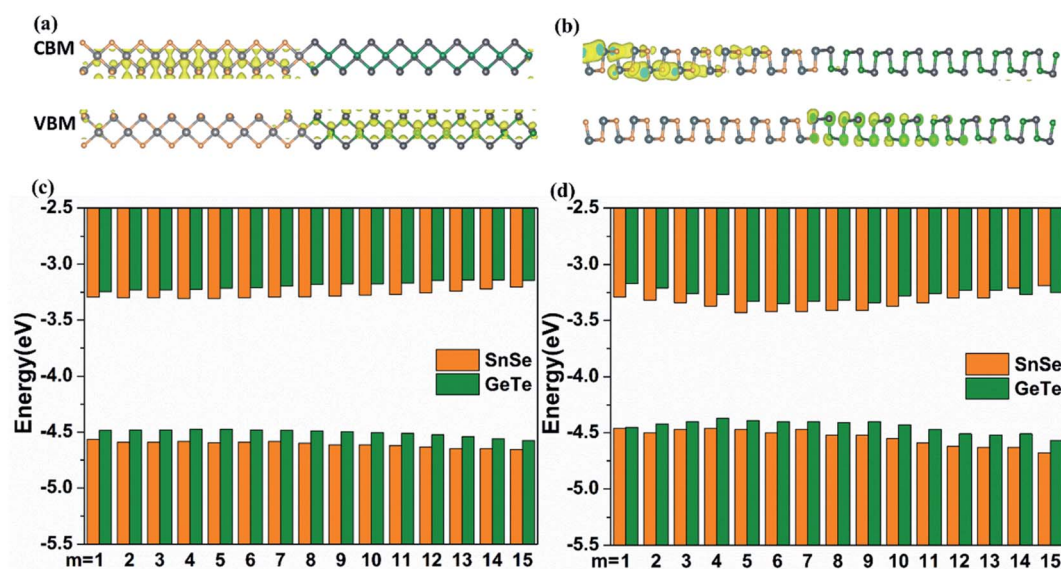 (a)
CBM
VBM
(b)
(c)
-2.5
-3.0
-3.5
-4.0
-4.5
-5.0
-5.5
Energy(eV)
SnSe
GeTe
m=1 2 3 4 5 6 7 8 9 10 11 12 13 14 15
(d)
-2.5
-3.0
-3.5
-4.0
-4.5
-5.0
-5.5
Energy(eV)
SnSe
GeTe
m=1 2 3 4 5 6 7 8 9 10 11 12 13 14 15